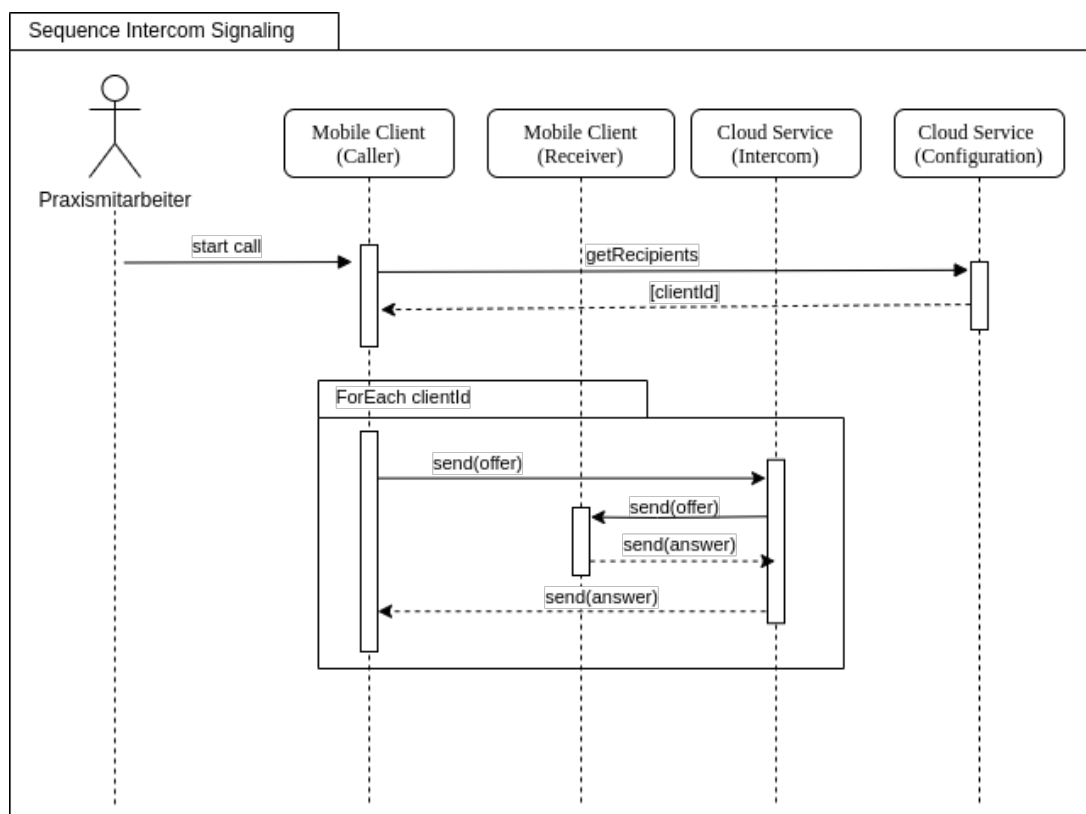 Sequence Intercom Signaling
Mobile Client
(Caller)
Mobile Client
(Receiver)
Cloud Service
(Intercom)
Cloud Service
(Configuration)
Praxismitarbeiter
start call
getRecipients
[clientId]
ForEach clientId
send(offer)
send(offer)
send(answer)
send(answer)